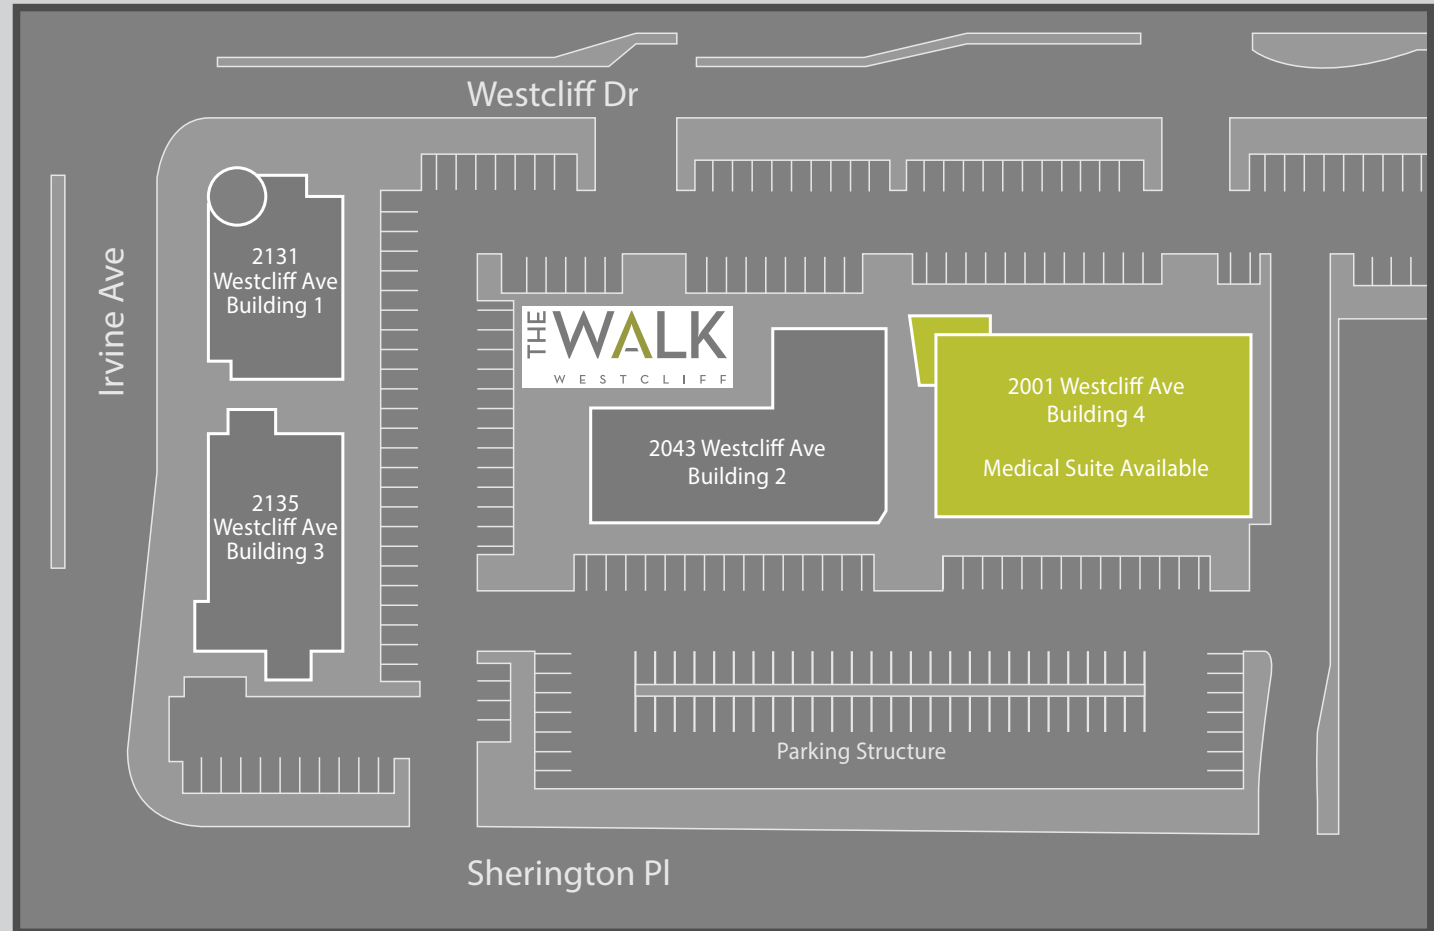 Westcliff Dr
Irvine Ave
2131
Westcliff Ave
Building 1
THE WALK
WESTCLIFF
2001 Westcliff Ave
Building 4
Medical Suite Available
2043 Westcliff Ave
Building 2
2135
Westcliff Ave
Building 3
Parking Structure
Sherington Pl